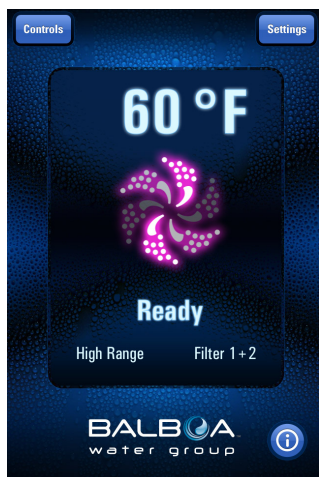 Controls Settings
60 °F
Ready
High Range Filter 1+2
BALBOA
water group